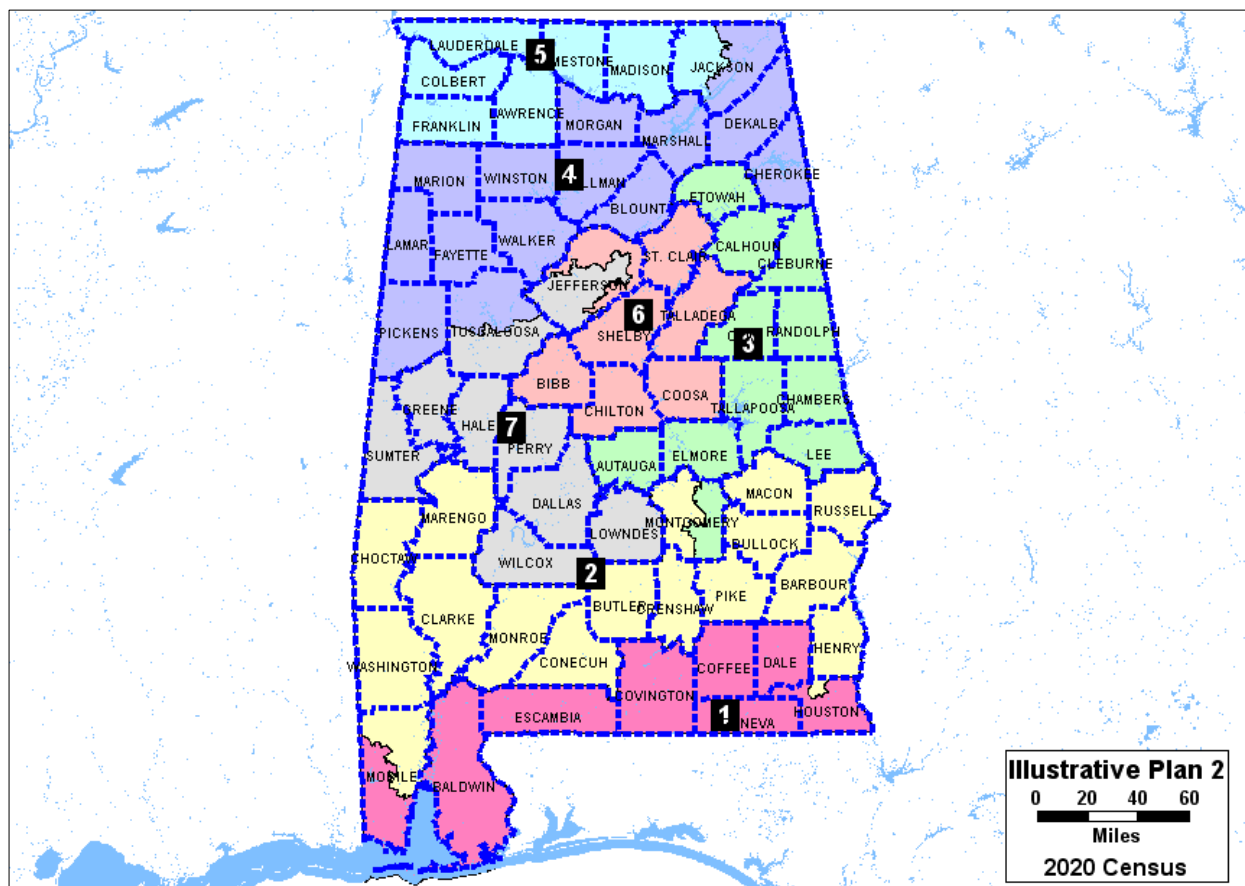 LAUDERDALE
5
MESTONE
MADISON
JACKSON
COLBERT
LAWRENCE
FRANKLIN
MORGAN
MARSHALL
DEKALB
MARION
WINSTON
4
LLMAN
CHEROKEE
ETOWAH
BLOUNT
LAMAR
FAYETTE
WALKER
ST. CLAIR
CALHOUN
CLEBURNE
JEFFERSON
PICKENS
TUSCALOOSA
6
SHELBY
TALLADEGA
C
3
RANDOLPH
BIBB
CHILTON
COOSA
TALLAPOOSA
CHAMBERS
GREENE
HALE
7
PERRY
SUMTER
AUTAUGA
ELMORE
LEE
MARENGO
DALLAS
MACON
RUSSELL
MONTGOMERY
LOWNDES
BULLOCK
CHOCTAW
WILCOX
2
BUTLER
CRENSHAW
PIKE
BARBOUR
CLARKE
MONROE
CONECUH
HENRY
WASHINGTON
COFFEE
DALE
COVINGTON
ESCAMBIA
1
NEVA
HOUSTON
MOBILE
BALDWIN
Illustrative Plan 2
0 20 40 60
Miles
2020 Census